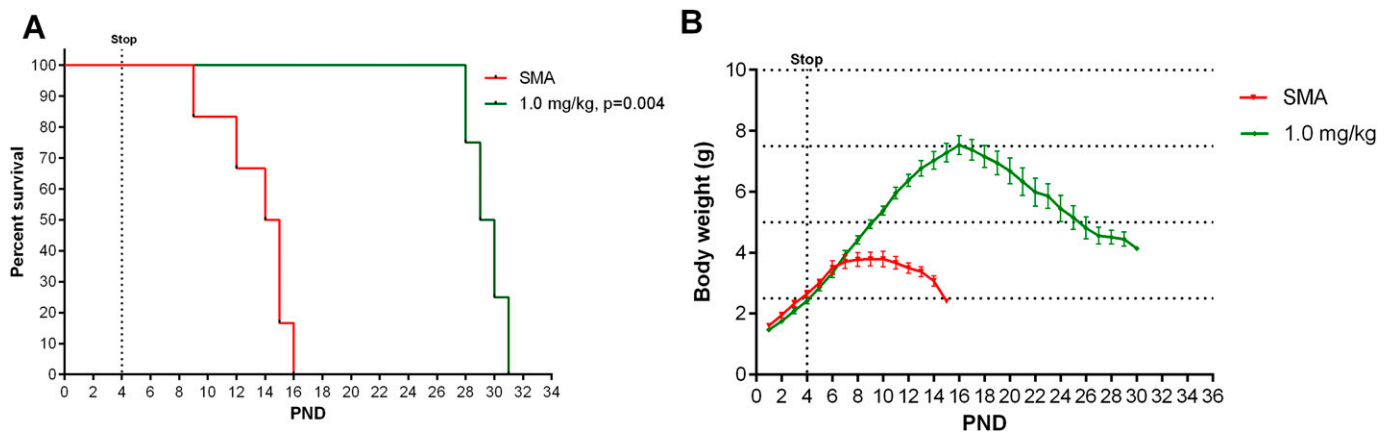 A
Stop
Percent survival
100
90
80
70
60
50
40
30
20
10
0
0 2 4 6 8 10 12 14 16 18 20 22 24 26 28 30 32 34
PND
SMA
1.0 mg/kg, p=0.004
B
Stop
Body weight (g)
10
8
6
4
2
0
0 2 4 6 8 10 12 14 16 18 20 22 24 26 28 30 32 34 36
PND
SMA
1.0 mg/kg